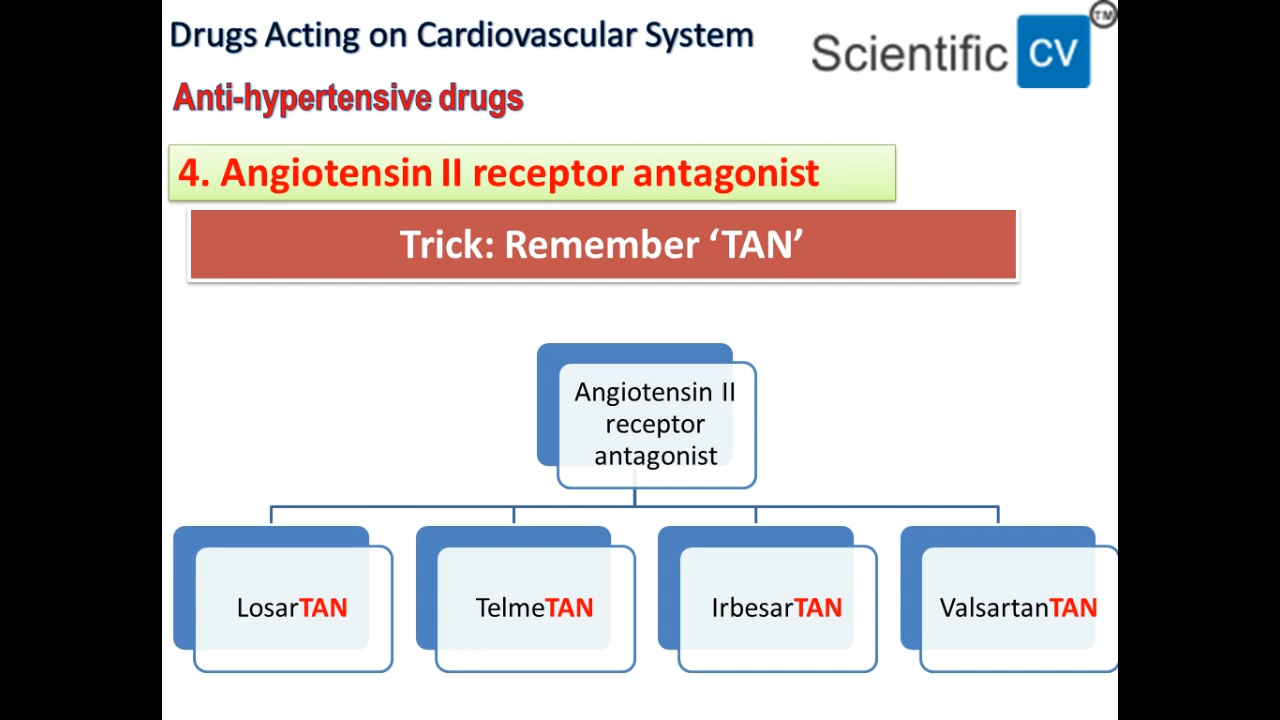 Drugs Acting on Cardiovascular System
Scientific CV TM
Anti-hypertensive drugs
4. Angiotensin II receptor antagonist
Trick: Remember ‘TAN’
Angiotensin II
receptor
antagonist
LosarTAN
TelmeTAN
IrbesarTAN
ValsartanTAN